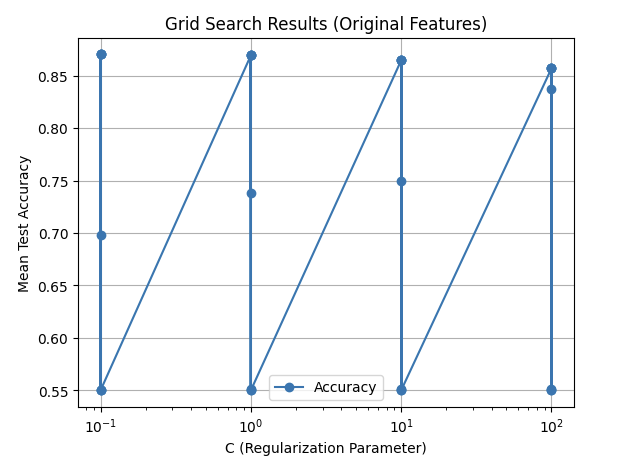 Grid Search Results (Original Features)
Mean Test Accuracy
0.85
0.80
0.75
0.70
0.65
0.60
0.55
Accuracy
10⁻¹ 10⁰ 10¹ 10²
C (Regularization Parameter)